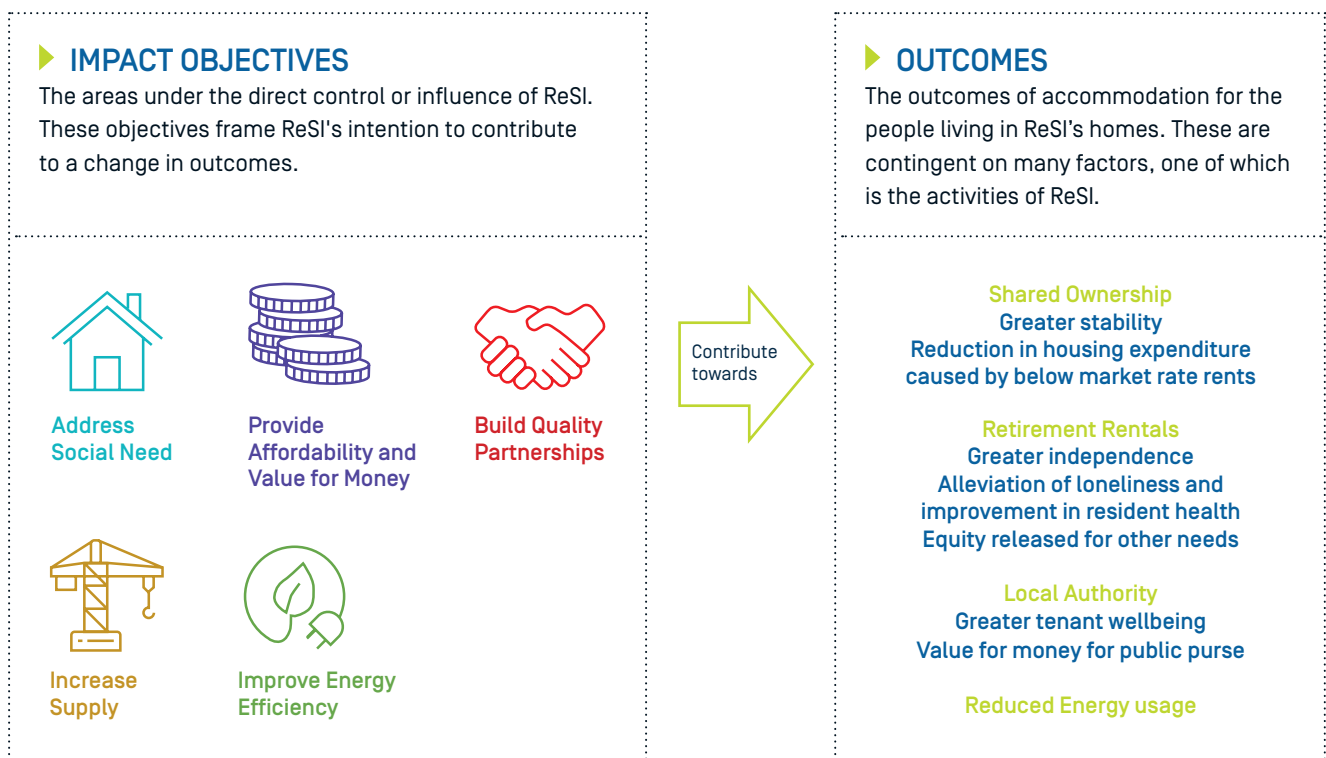 IMPACT OBJECTIVES
The areas under the direct control or influence of ReSI.
These objectives frame ReSI's intention to contribute
to a change in outcomes.
Address
Social Need
Provide
Affordability and
Value for Money
Build Quality
Partnerships
Increase
Supply
Improve Energy
Efficiency
Contribute
towards
OUTCOMES
The outcomes of accommodation for the
people living in ReSI’s homes. These are
contingent on many factors, one of which
is the activities of ReSI.
Shared Ownership
Greater stability
Reduction in housing expenditure
caused by below market rate rents
Retirement Rentals
Greater independence
Alleviation of loneliness and
improvement in resident health
Equity released for other needs
Local Authority
Greater tenant wellbeing
Value for money for public purse
Reduced Energy usage